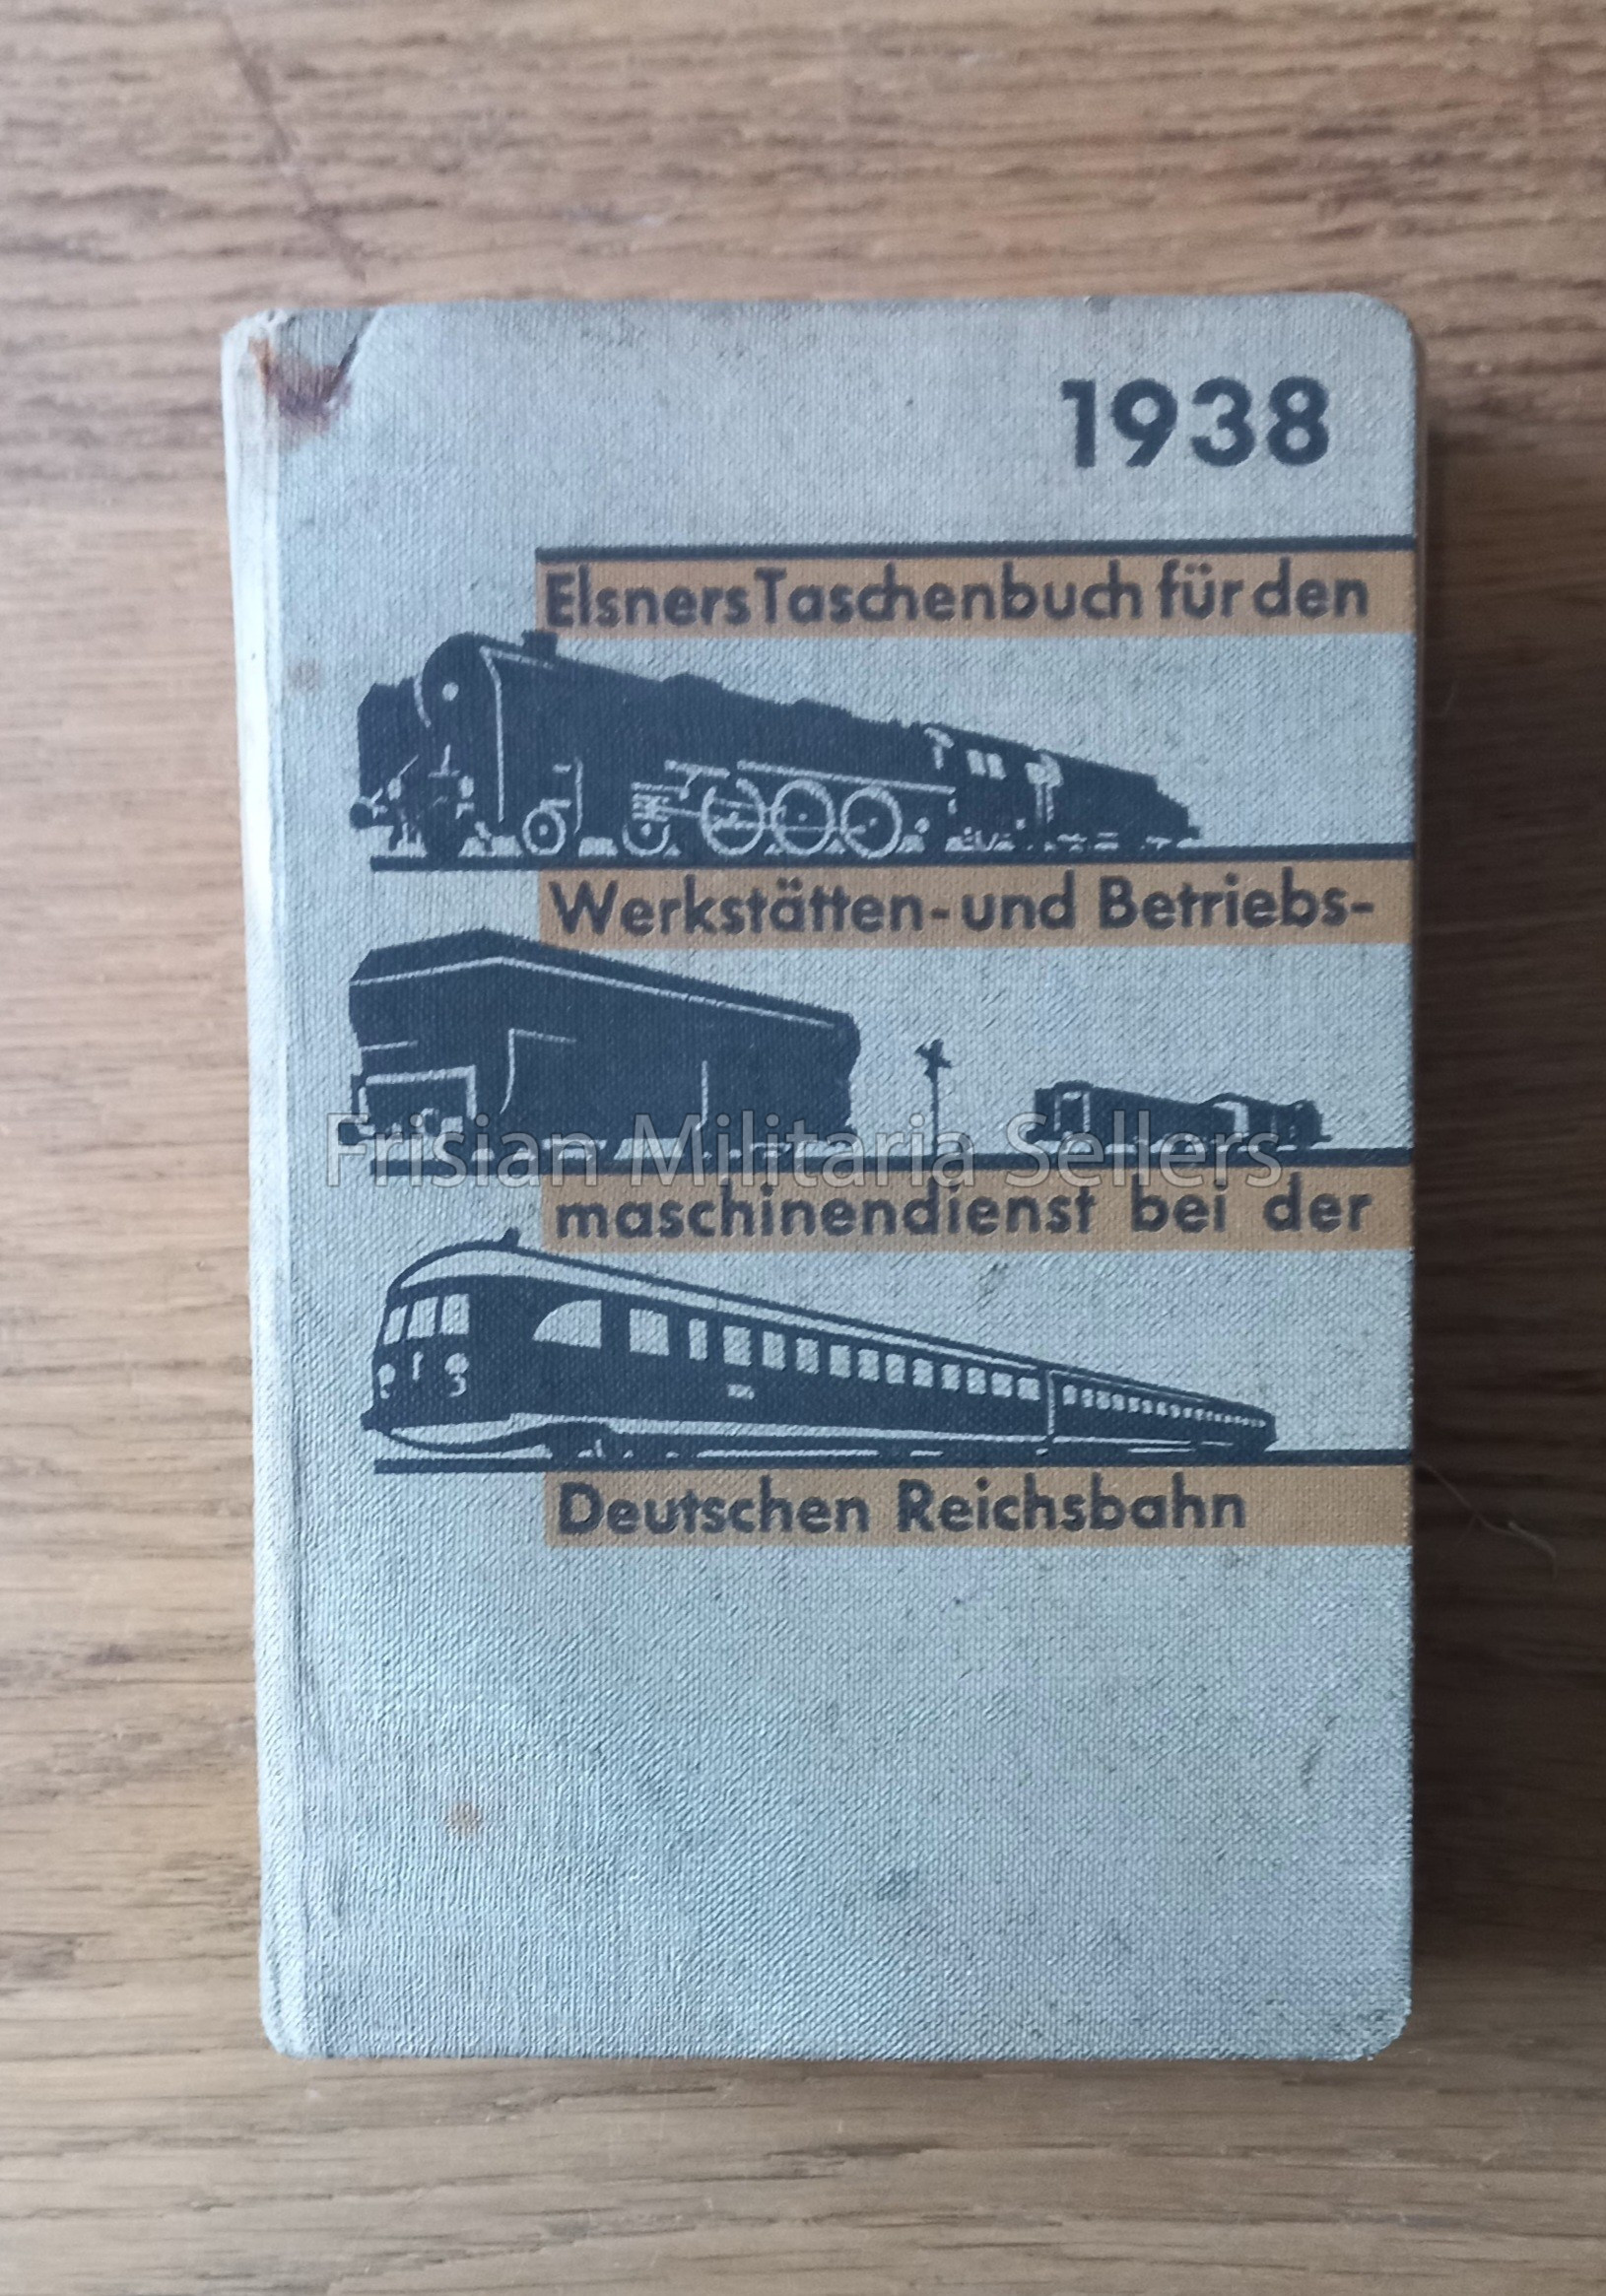 1938
Elsners Taschenbuch für den
Werkstätten- und Betriebs-
maschinendienst bei der
Deutschen Reichsbahn
Frisian Militaria Sellers